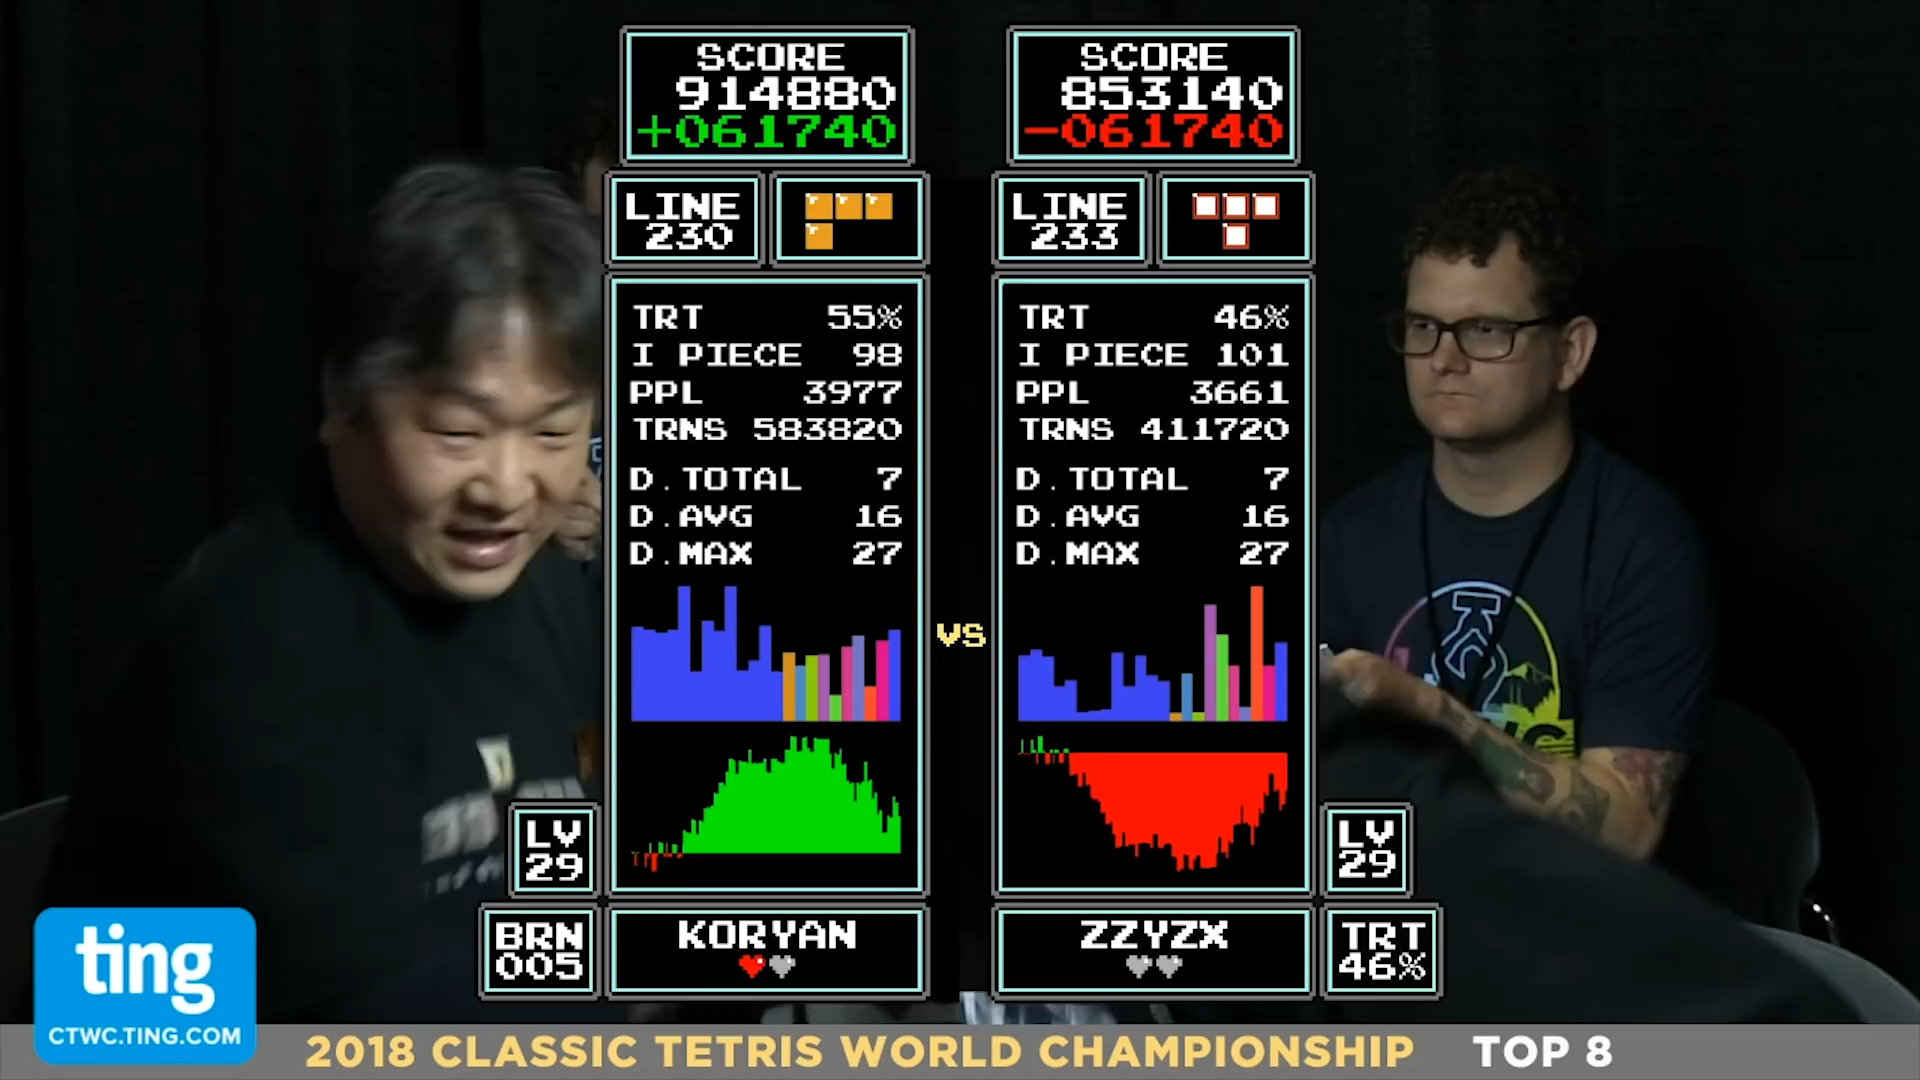 SCORE
914880
+061740
LINE
230
TRT 55%
I PIECE 98
PPL 3977
TRNS 583820
D.TOTAL 7
D.AVG 16
D.MAX 27
LV
29
BRN
005
KORYAN
VS
SCORE
853140
-061740
LINE
233
TRT 46%
I PIECE 101
PPL 3661
TRNS 411720
D.TOTAL 7
D.AVG 16
D.MAX 27
LV
29
ZZYZX
TRT
46%
KC
ting
CTWC.TING.COM
2018 CLASSIC TETRIS WORLD CHAMPIONSHIP TOP 8